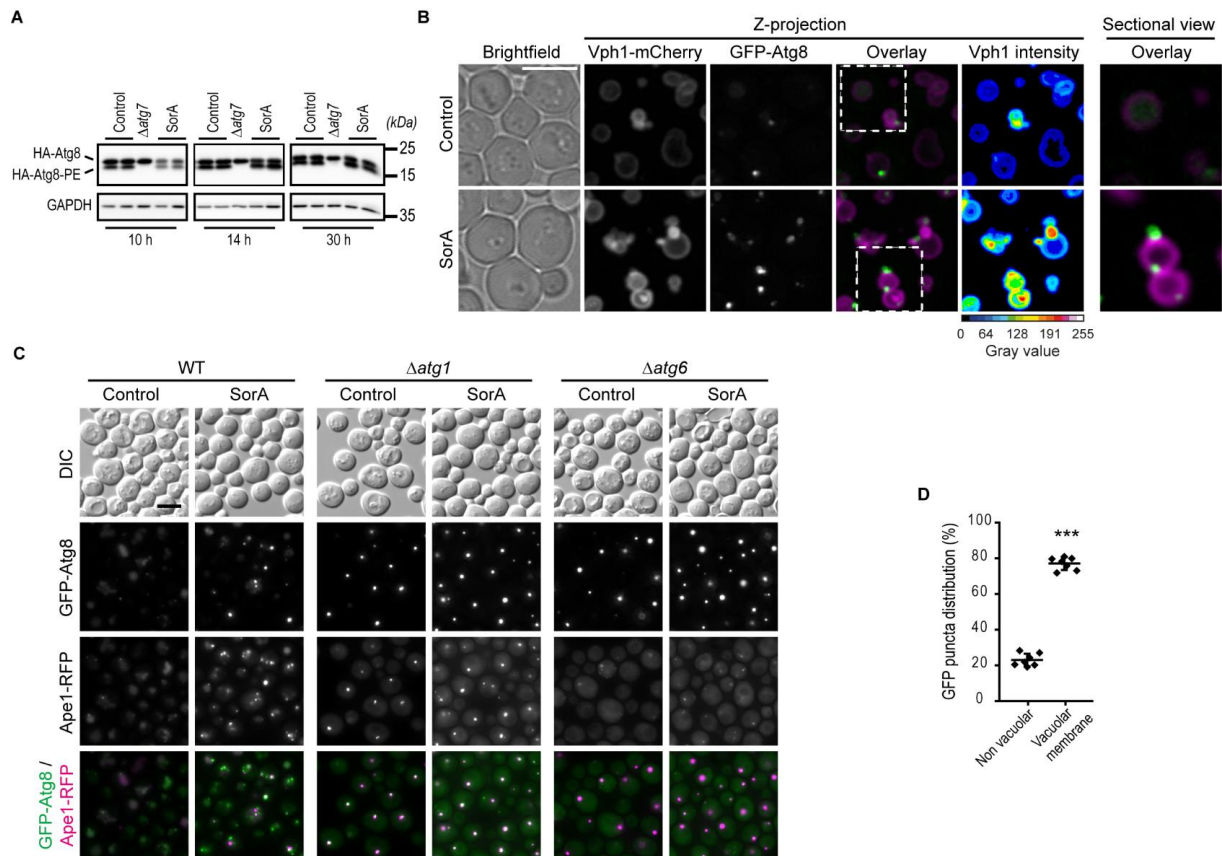 A
Control
Δatg7
SorA
Control
Δatg7
SorA
Control
Δatg7
SorA
(kDa)
HA-Atg8
HA-Atg8-PE
GAPDH
25
15
35
10 h
14 h
30 h
B
Z-projection
Sectional view
Brightfield
Vph1-mCherry
GFP-Atg8
Overlay
Vph1 intensity
Overlay
Control
SorA
0 64 128 191 255
Gray value
C
WT
Δatg1
Δatg6
Control
SorA
Control
SorA
Control
SorA
DIC
GFP-Atg8
Ape1-RFP
GFP-Atg8 /
Ape1-RFP
D
GFP puncta distribution (%)
100
80
60
40
20
0
***
Non vacuolar
Vacuolar
membrane